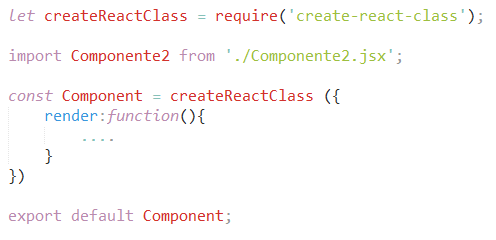 let createReactClass = require('create-react-class');
import Componente2 from './Componente2.jsx';
const Component = createReactClass ({
render:function(){
....
}
})
export default Component;